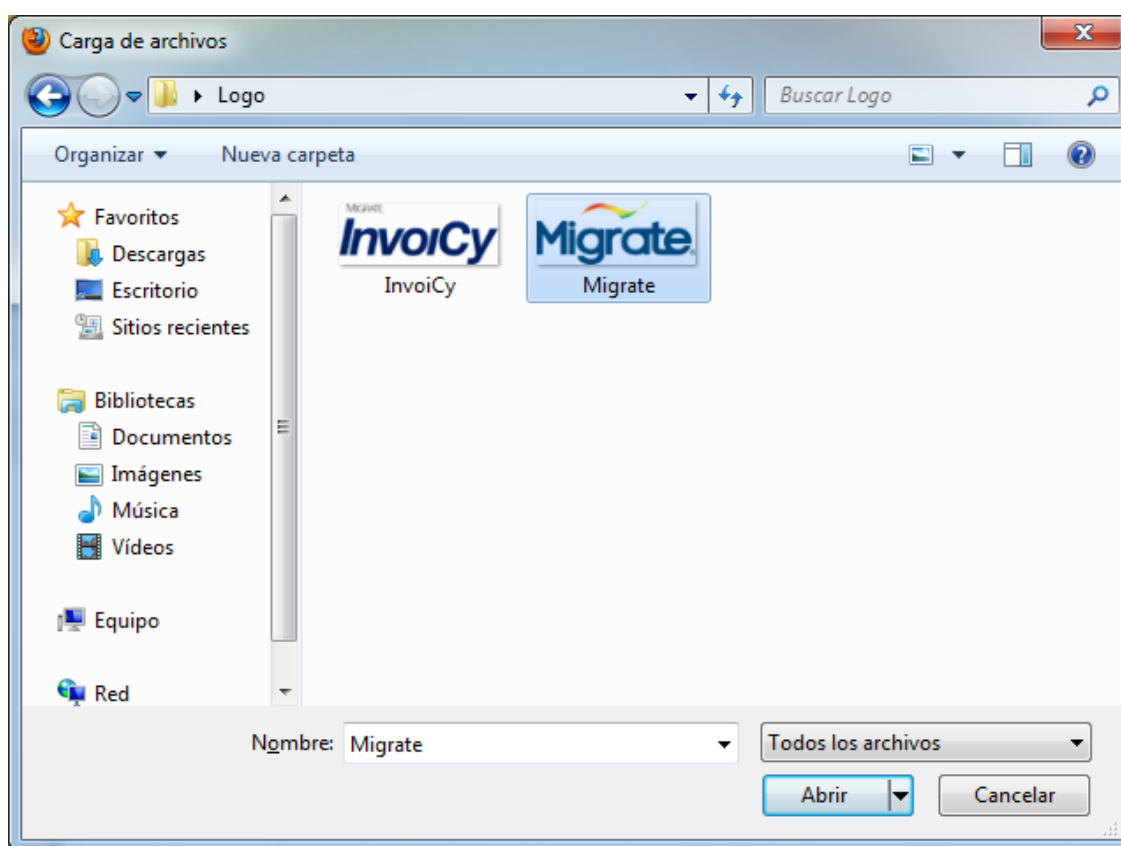 Carga de archivos
Logo
Buscar Logo
Organizar
Nueva carpeta
Favoritos
Descargas
Escritorio
Sitios recientes
Bibliotecas
Documentos
Imágenes
Música
Vídeos
Equipo
Red
MIGRATE
InvoiCy
InvoiCy
Migrate
Migrate
Nombre: Migrate
Todos los archivos
Abrir
Cancelar